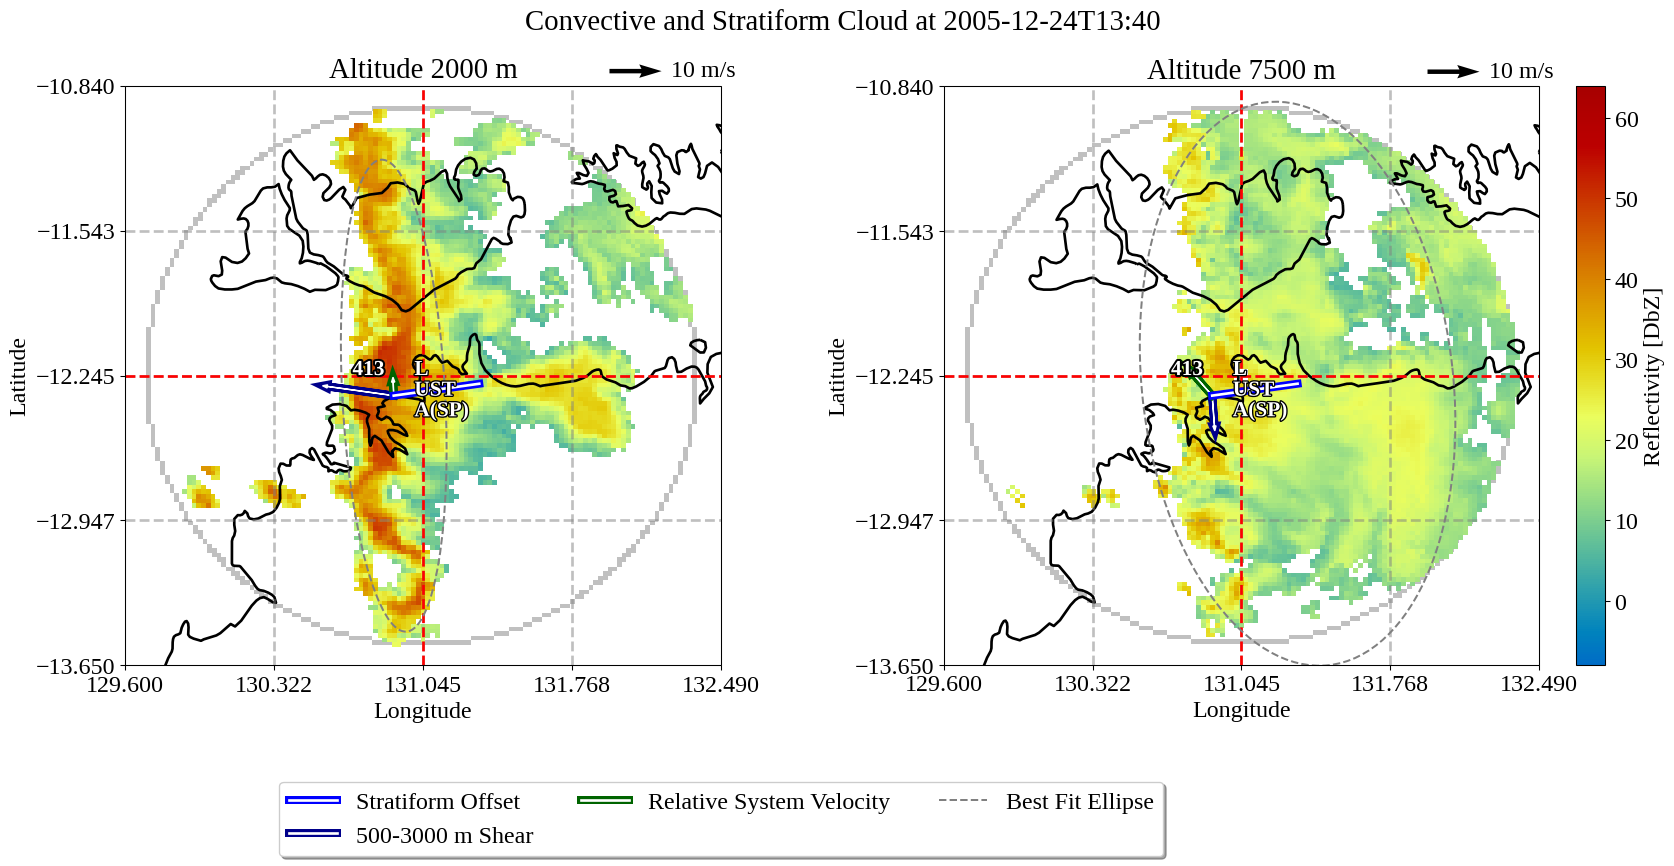 Convective and Stratiform Cloud at 2005-12-24T13:40
Altitude 2000 m
10 m/s
Altitude 7500 m
10 m/s
−10.840
−11.543
−12.245
−12.947
−13.650
Latitude
413
L
UST
A(SP)
129.600
130.322
131.045
131.768
132.490
Longitude
−10.840
−11.543
−12.245
−12.947
−13.650
Latitude
413
L
UST
A(SP)
129.600
130.322
131.045
131.768
132.490
Longitude
60
50
40
30
20
10
0
Reflectivity [DbZ]
Stratiform Offset
500-3000 m Shear
Relative System Velocity
Best Fit Ellipse